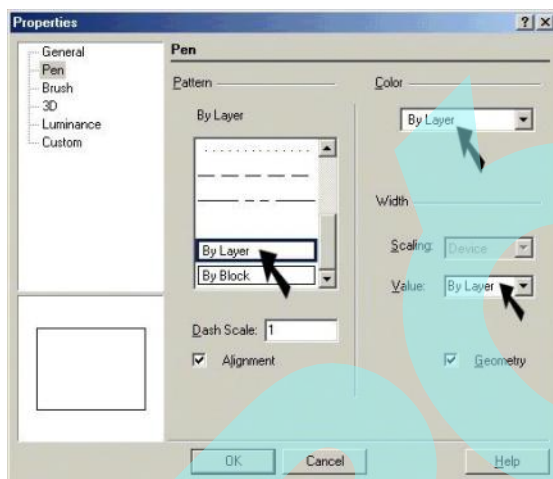 Properties
General
Pen
Brush
3D
Luminance
Custom
Pen
Pattern
By Layer
By Layer
By Block
Dash Scale: 1
Alignment
Color
By Layer
Width
Scaling: Device
Value: By Layer
Geometry
OK Cancel Help